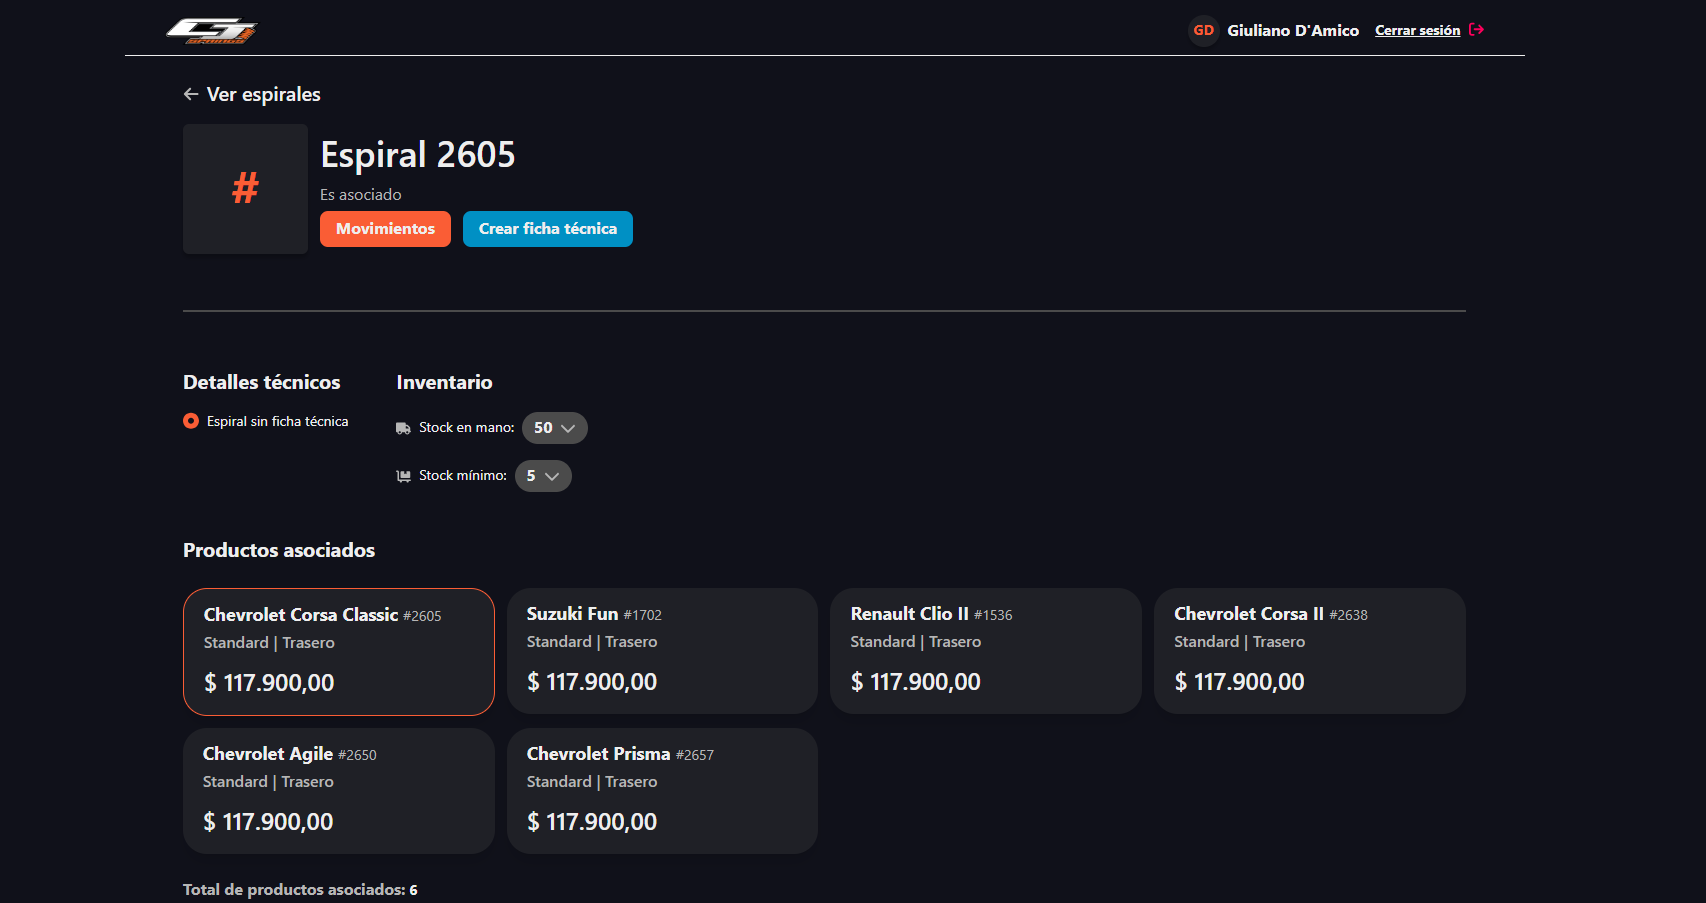 GD Giuliano D'Amico Cerrar sesión
Ver espirales
#
Espiral 2605
Es asociado
Movimientos Crear ficha técnica
Detalles técnicos
Espiral sin ficha técnica
Inventario
Stock en mano: 50
Stock mínimo: 5
Productos asociados
Chevrolet Corsa Classic #2605
Standard | Trasero
$ 117.900,00
Suzuki Fun #1702
Standard | Trasero
$ 117.900,00
Renault Clio II #1536
Standard | Trasero
$ 117.900,00
Chevrolet Corsa II #2638
Standard | Trasero
$ 117.900,00
Chevrolet Agile #2650
Standard | Trasero
$ 117.900,00
Chevrolet Prisma #2657
Standard | Trasero
$ 117.900,00
Total de productos asociados: 6